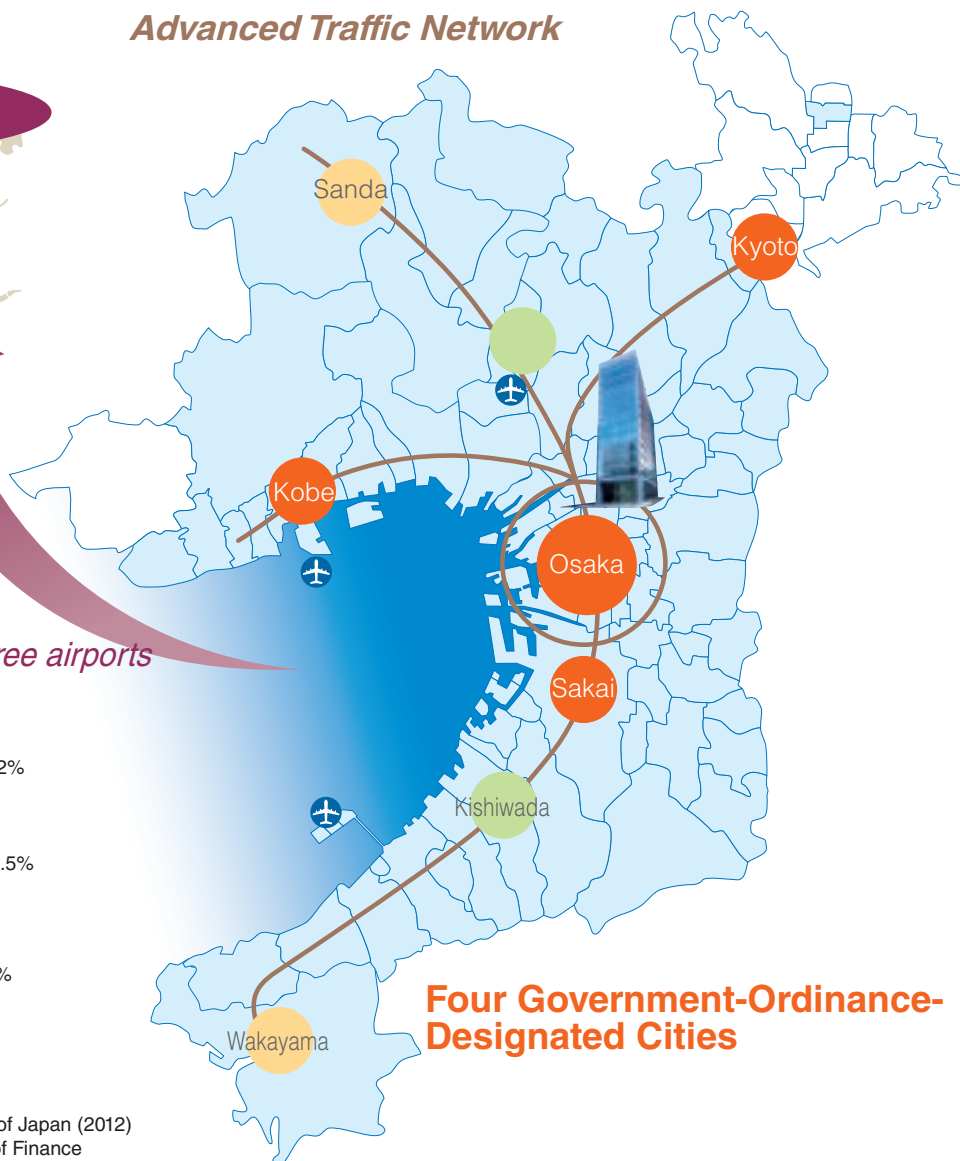 Advanced Traffic Network
Sanda
Kyoto
Kobe
Osaka
ree airports
Sakai
2%
Kishiwada
.5%
%
Four Government-Ordinance-
Designated Cities
Wakayama
of Japan (2012)
of Finance